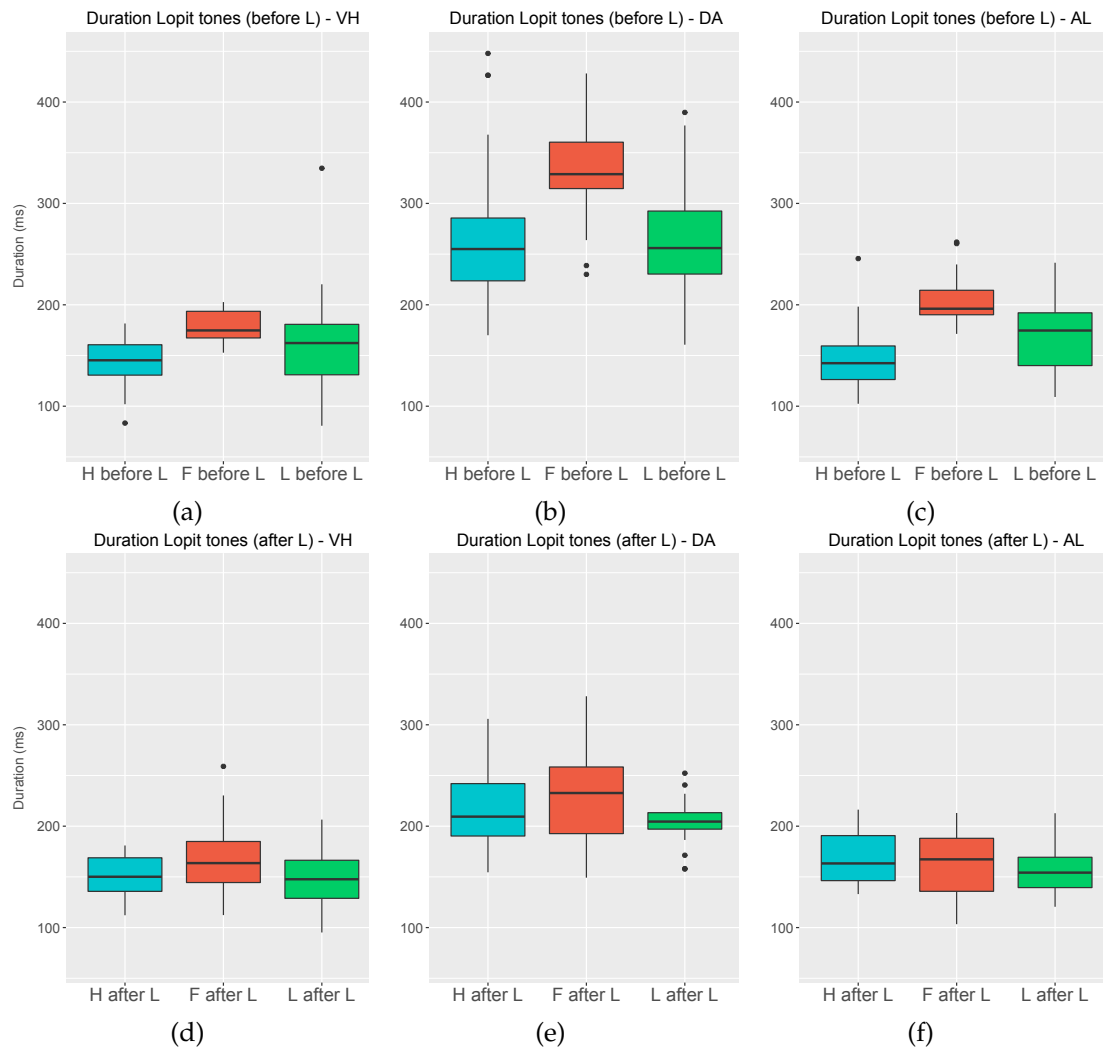 Duration Lopit tones (before L) - VH
Duration Lopit tones (before L) - DA
Duration Lopit tones (before L) - AL
Duration (ms)
400
300
200
100
400
300
200
100
400
300
200
100
H before L F before L L before L
H before L F before L L before L
H before L F before L L before L
(a)
(b)
(c)
Duration Lopit tones (after L) - VH
Duration Lopit tones (after L) - DA
Duration Lopit tones (after L) - AL
Duration (ms)
400
300
200
100
400
300
200
100
400
300
200
100
H after L F after L L after L
H after L F after L L after L
H after L F after L L after L
(d)
(e)
(f)